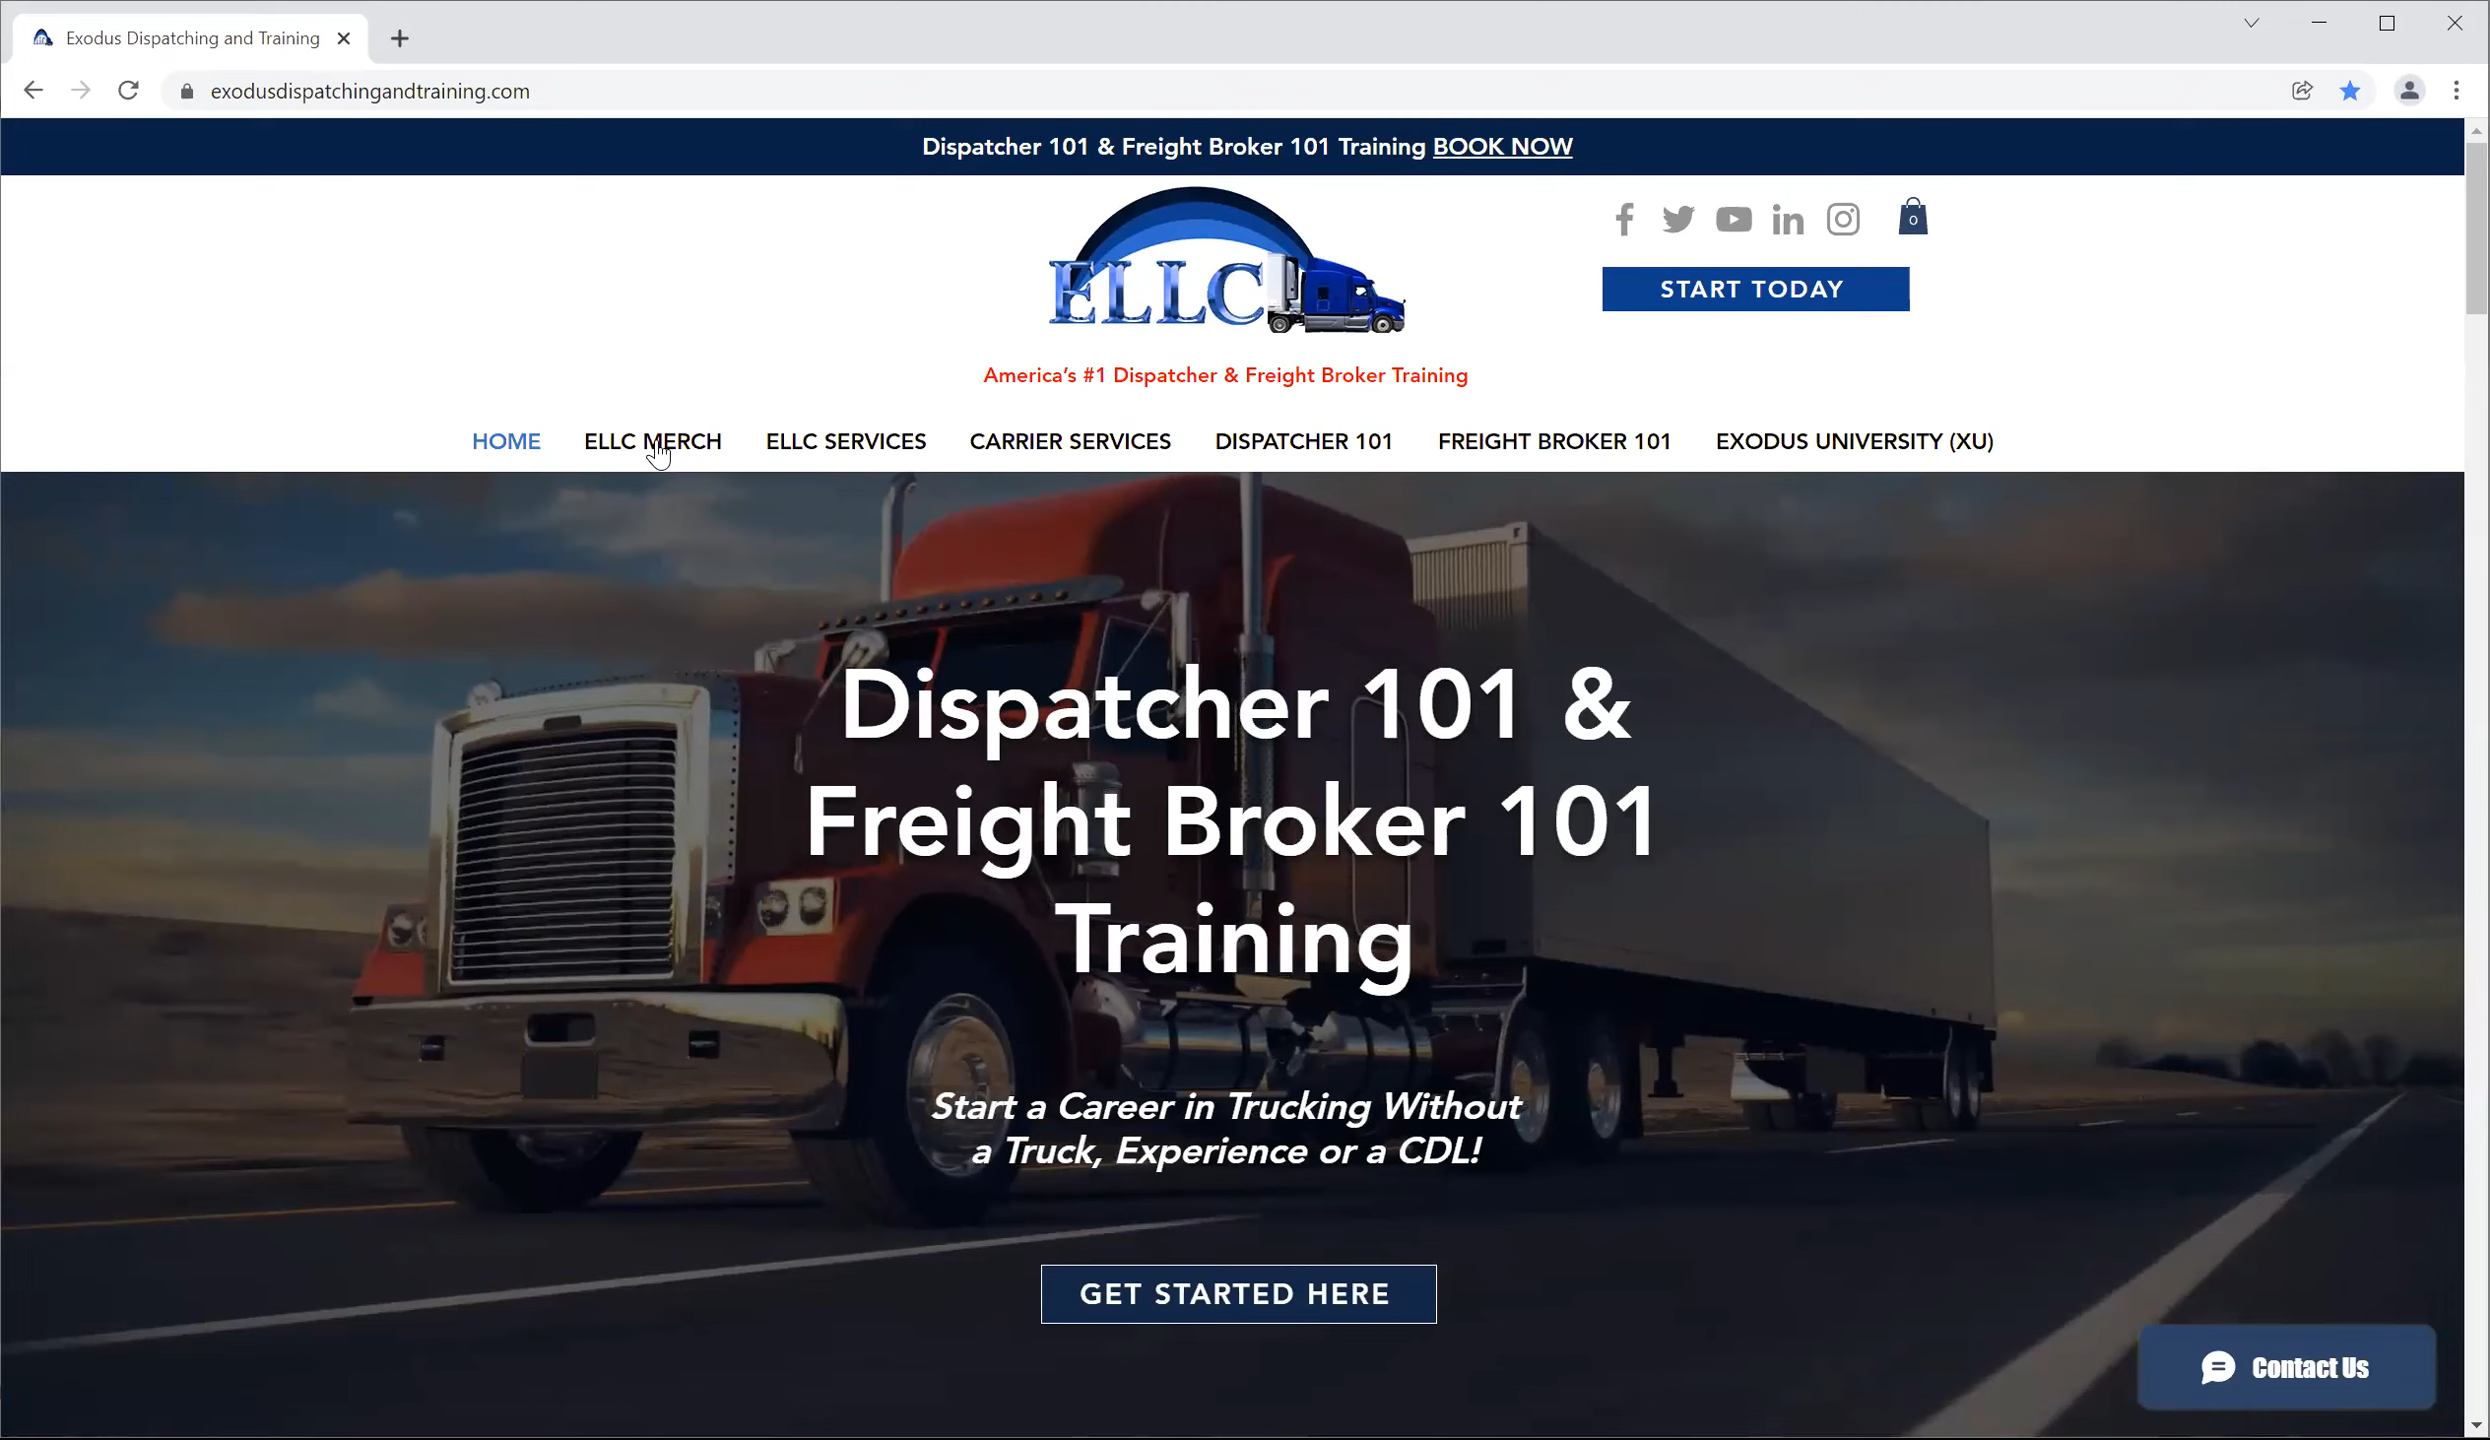 Exodus Dispatching and Training
exodusdispatchingandtraining.com
Dispatcher 101 & Freight Broker 101 Training BOOK NOW
ELLC
0
START TODAY
America's #1 Dispatcher & Freight Broker Training
HOME ELLC MERCH ELLC SERVICES CARRIER SERVICES DISPATCHER 101 FREIGHT BROKER 101 EXODUS UNIVERSITY (XU)
Dispatcher 101 &
Freight Broker 101
Training
Start a Career in Trucking Without
a Truck, Experience or a CDL!
GET STARTED HERE
Contact Us